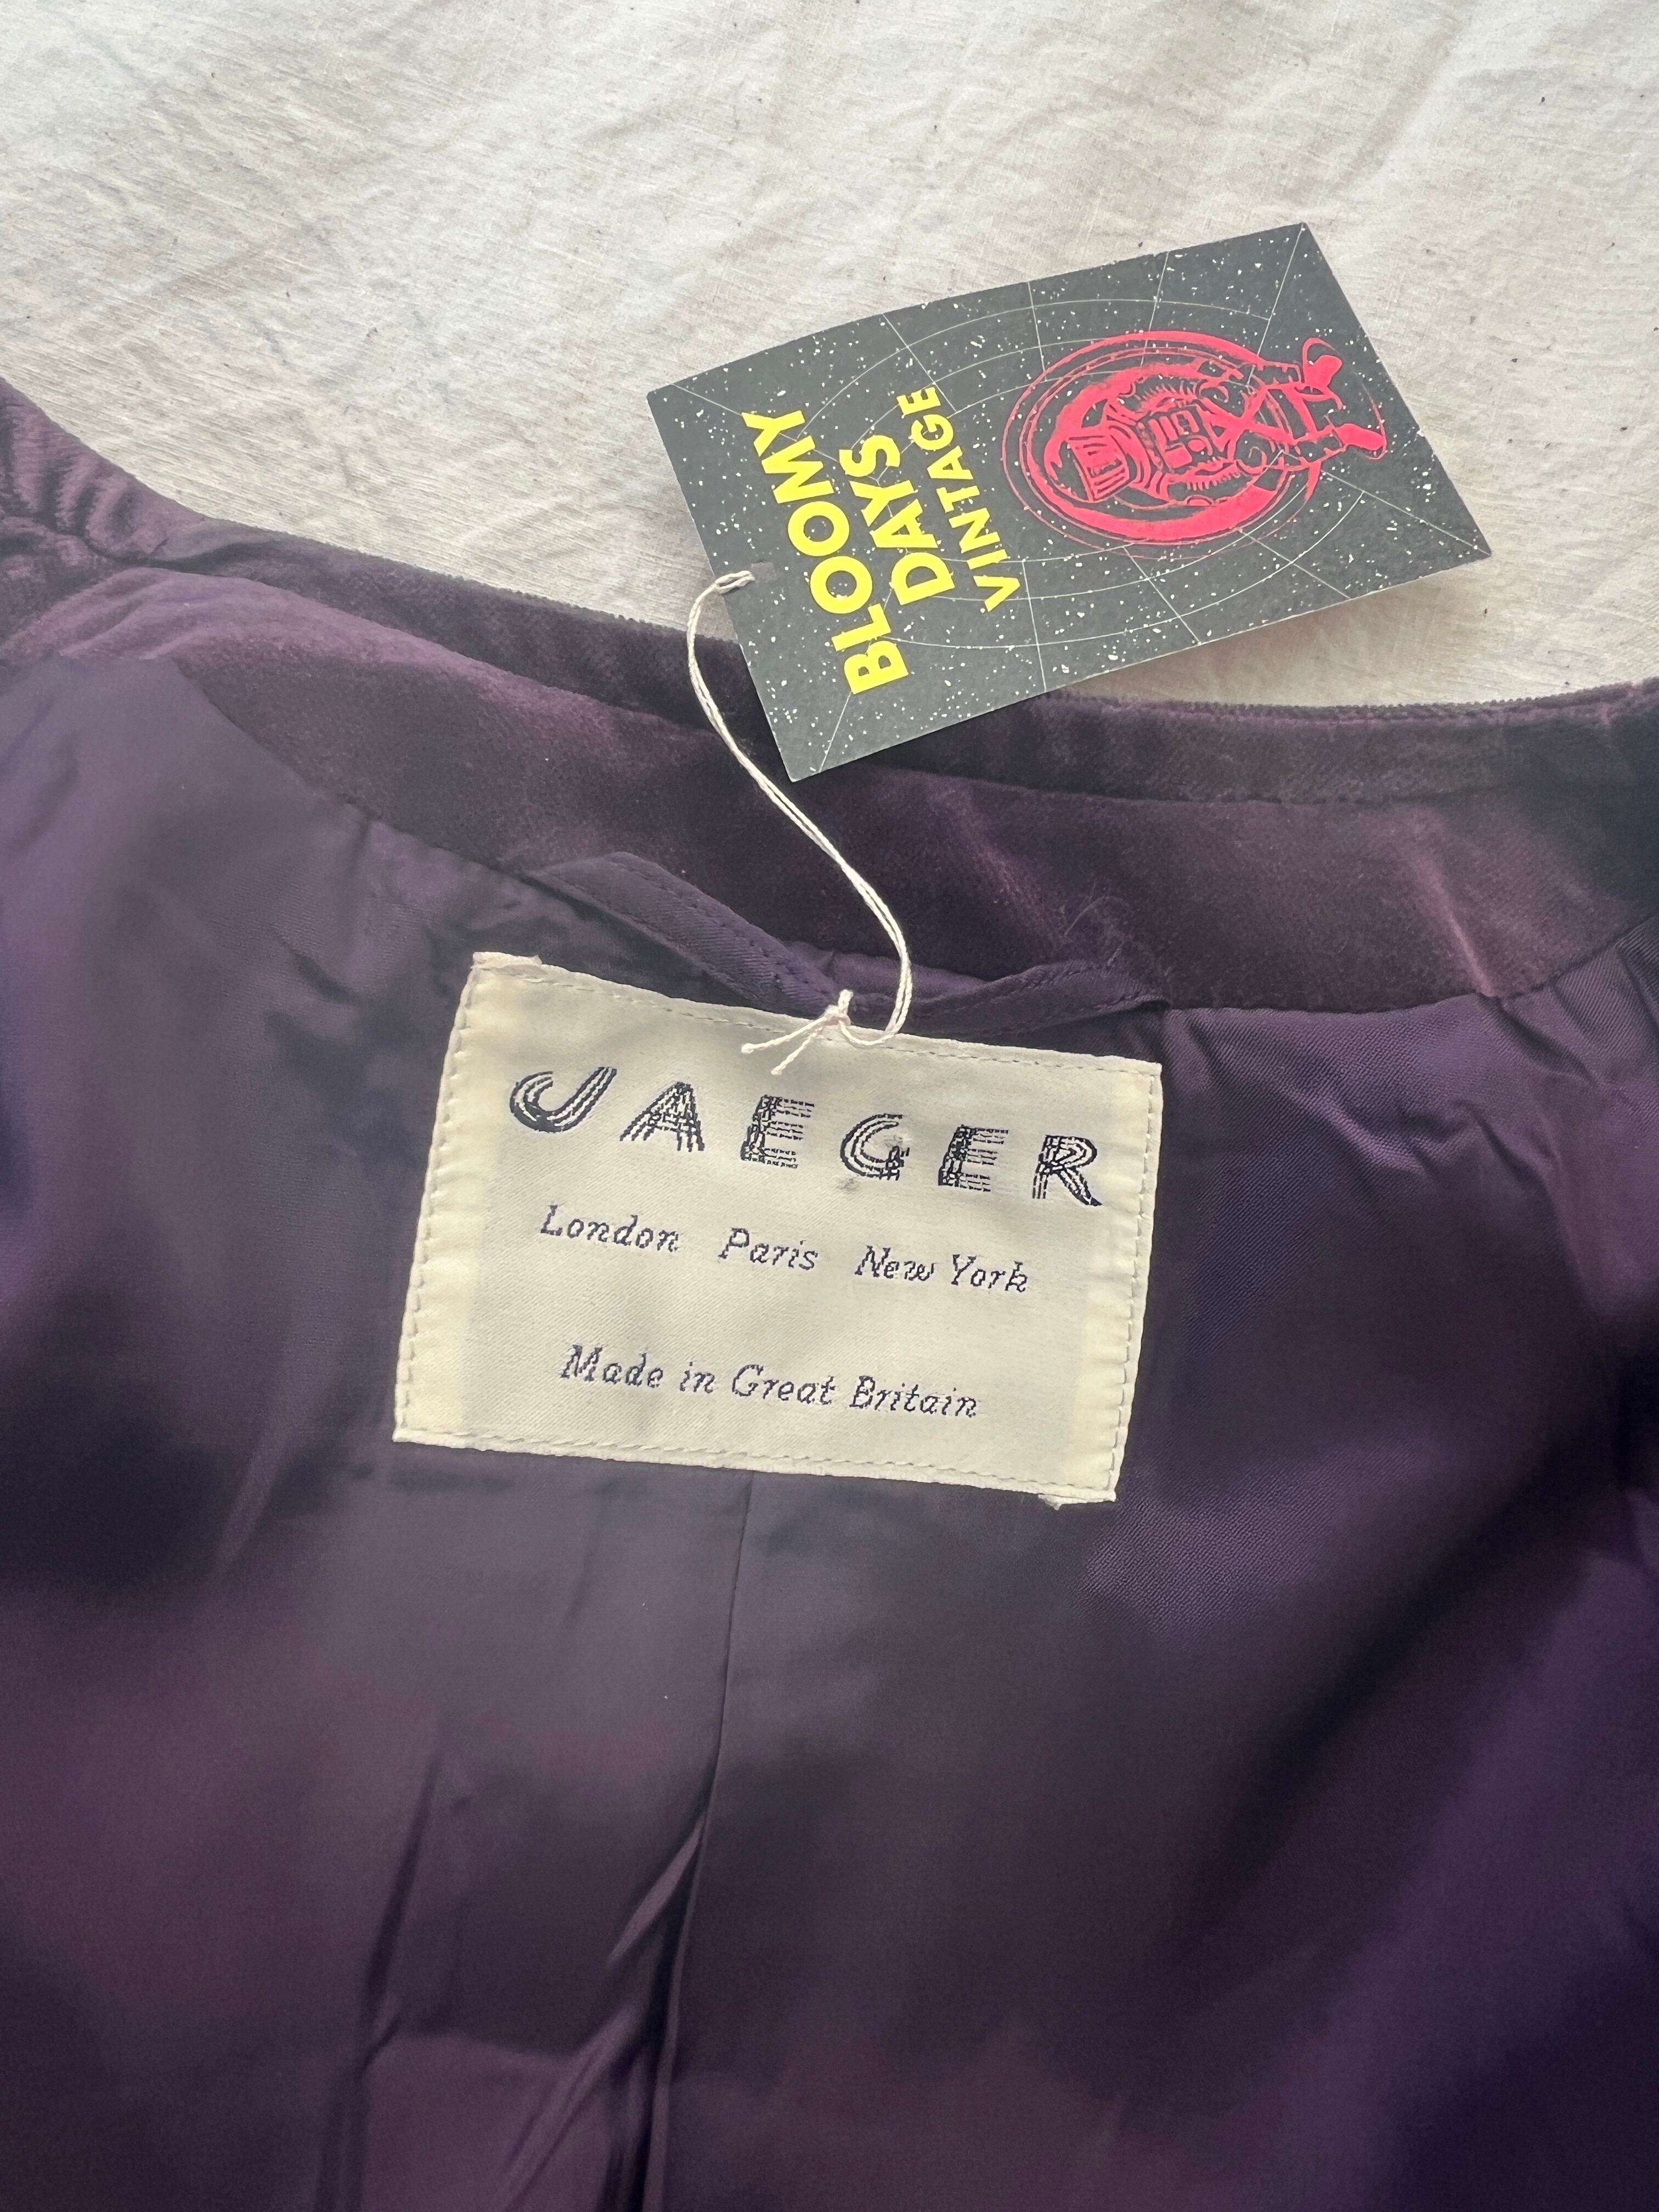 BLOOMY
DAYS
VINTAGE
JAEGER
London Paris New York
Made in Great Britain